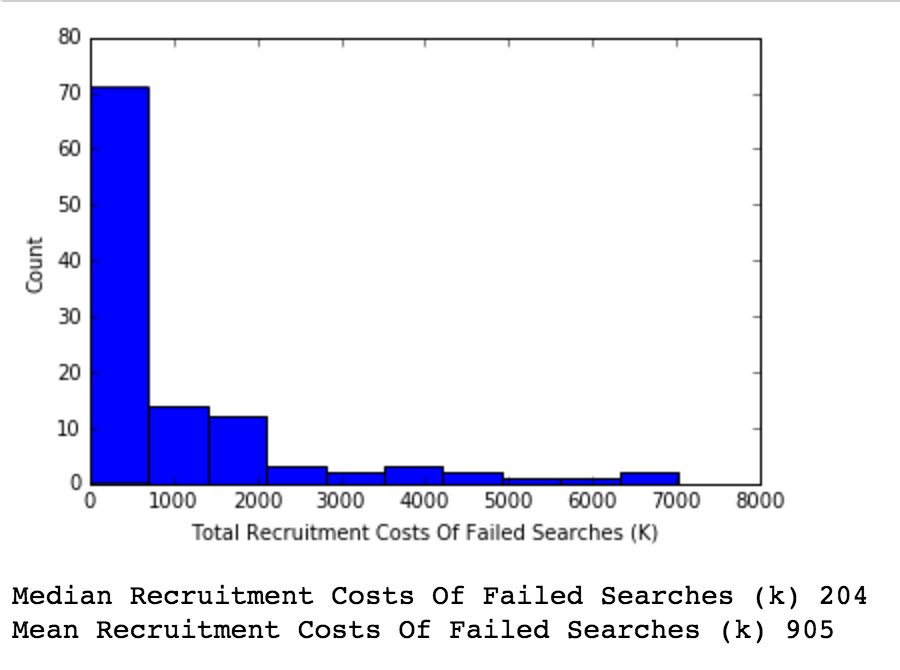 80
70
60
50
40
30
20
10
0
Count
0 1000 2000 3000 4000 5000 6000 7000 8000
Total Recruitment Costs Of Failed Searches (K)
Median Recruitment Costs Of Failed Searches (k) 204
Mean Recruitment Costs Of Failed Searches (k) 905